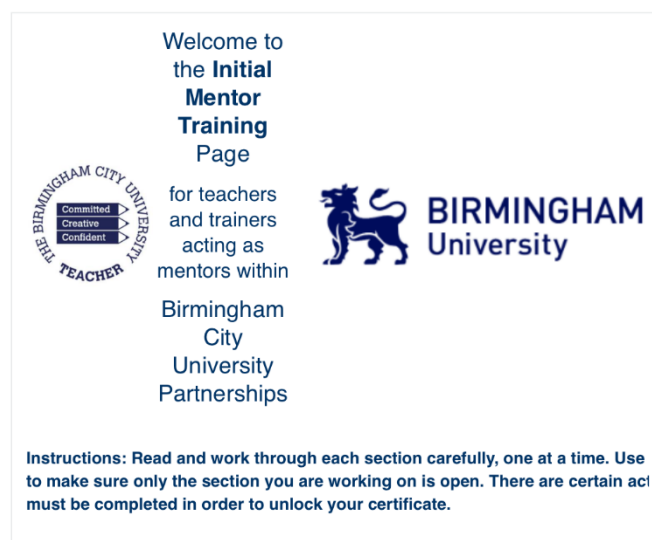 THE BIRMINGHAM CITY UNIVERSITY
Committed
Creative
Confident
TEACHER
Welcome to
the Initial
Mentor
Training
Page
for teachers
and trainers
acting as
mentors within
Birmingham
City
University
Partnerships
BIRMINGHAM
University
Instructions: Read and work through each section carefully, one at a time. Use
to make sure only the section you are working on is open. There are certain act
must be completed in order to unlock your certificate.